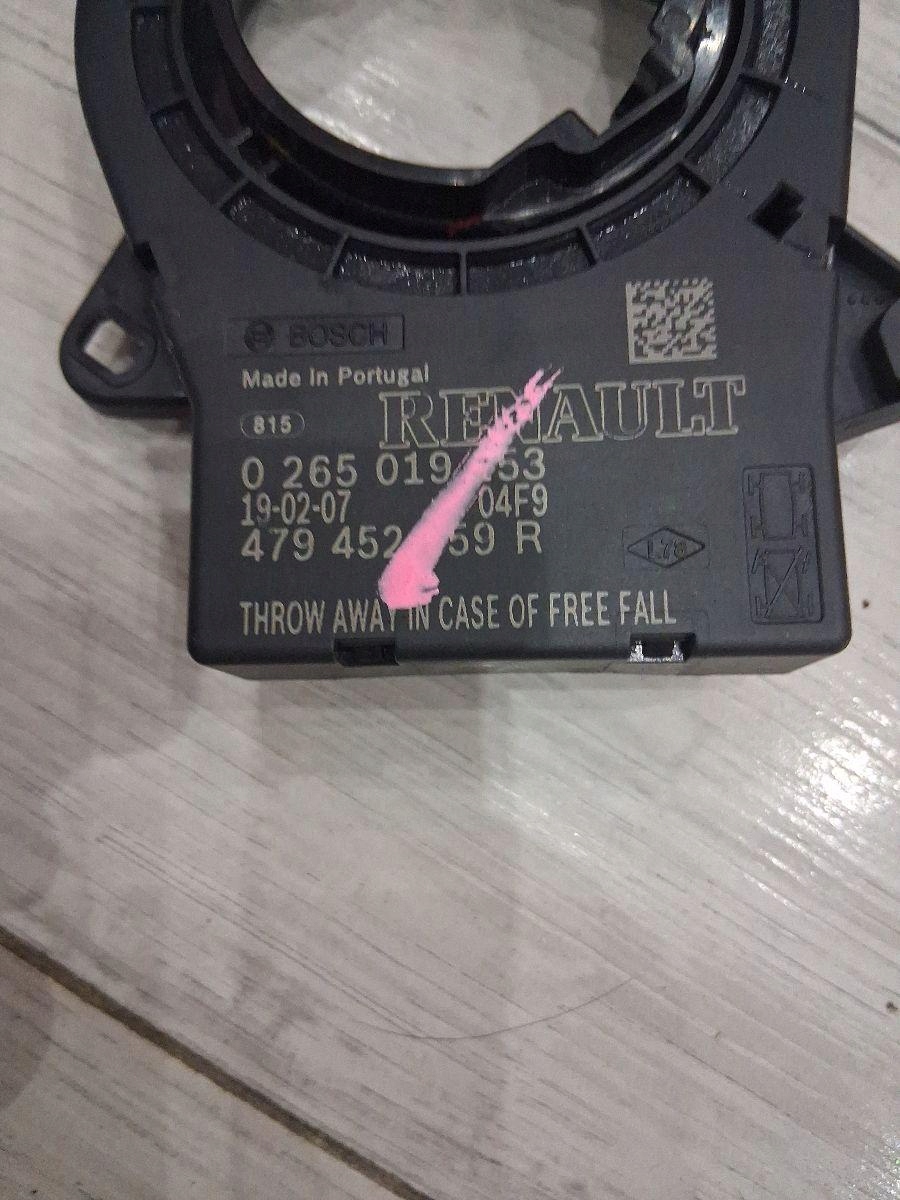 BOSCH
Made in Portugal
RENAULT
815
0 265 019 53
19-02-07 04F9
479 452 59 R
L78
THROW AWAY IN CASE OF FREE FALL